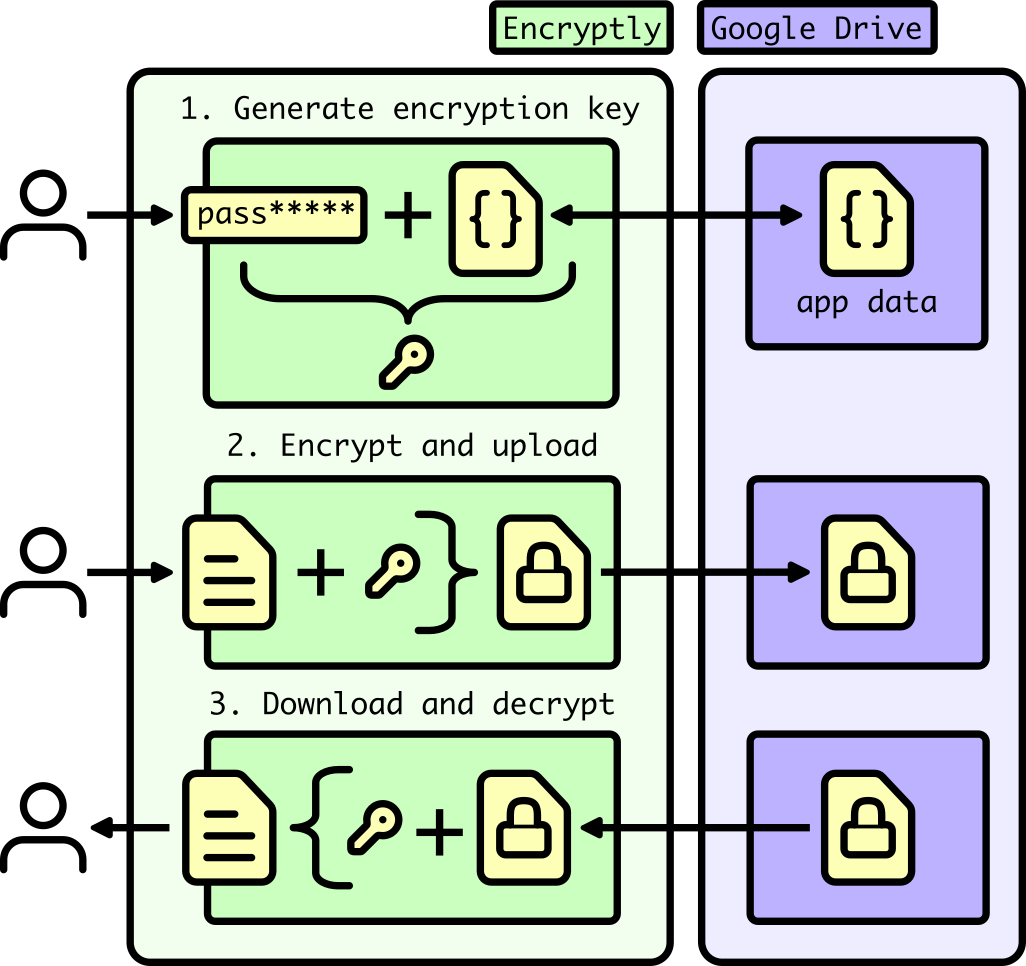 Encryptly
Google Drive
1. Generate encryption key
pass*****
{}
{}
app data
2. Encrypt and upload
3. Download and decrypt